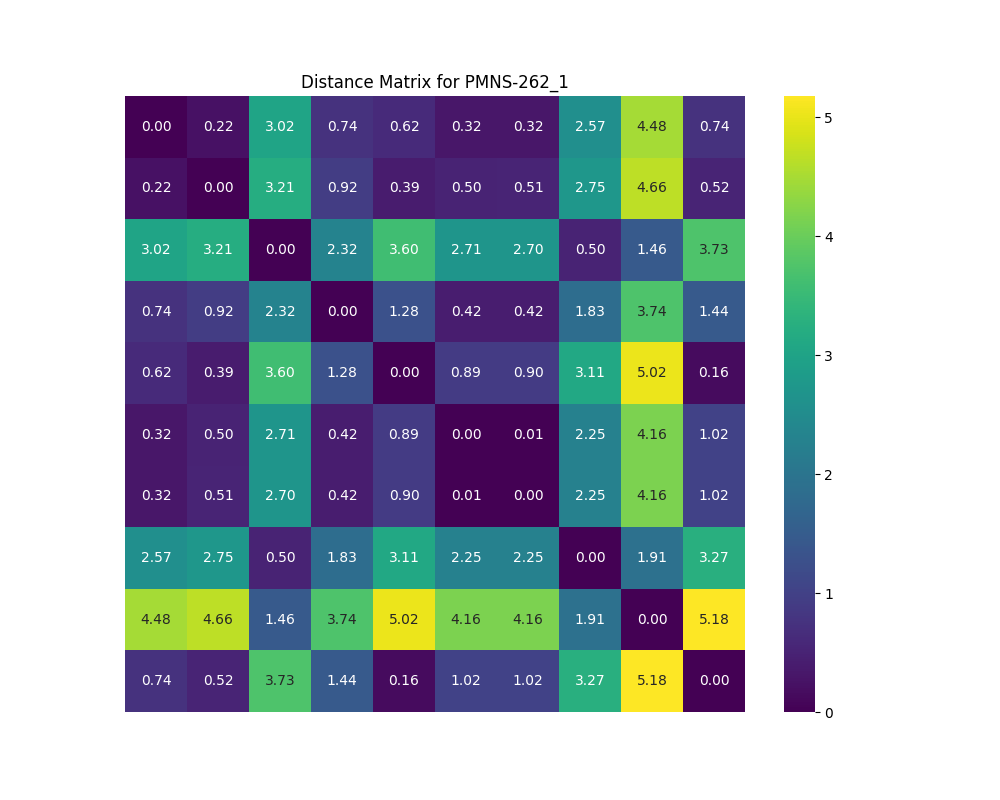 Distance Matrix for PMNS-262_1
0.00 0.22 3.02 0.74 0.62 0.32 0.32 2.57 4.48 0.74
0.22 0.00 3.21 0.92 0.39 0.50 0.51 2.75 4.66 0.52
3.02 3.21 0.00 2.32 3.60 2.71 2.70 0.50 1.46 3.73
0.74 0.92 2.32 0.00 1.28 0.42 0.42 1.83 3.74 1.44
0.62 0.39 3.60 1.28 0.00 0.89 0.90 3.11 5.02 0.16
0.32 0.50 2.71 0.42 0.89 0.00 0.01 2.25 4.16 1.02
0.32 0.51 2.70 0.42 0.90 0.01 0.00 2.25 4.16 1.02
2.57 2.75 0.50 1.83 3.11 2.25 2.25 0.00 1.91 3.27
4.48 4.66 1.46 3.74 5.02 4.16 4.16 1.91 0.00 5.18
0.74 0.52 3.73 1.44 0.16 1.02 1.02 3.27 5.18 0.00
5
4
3
2
1
0